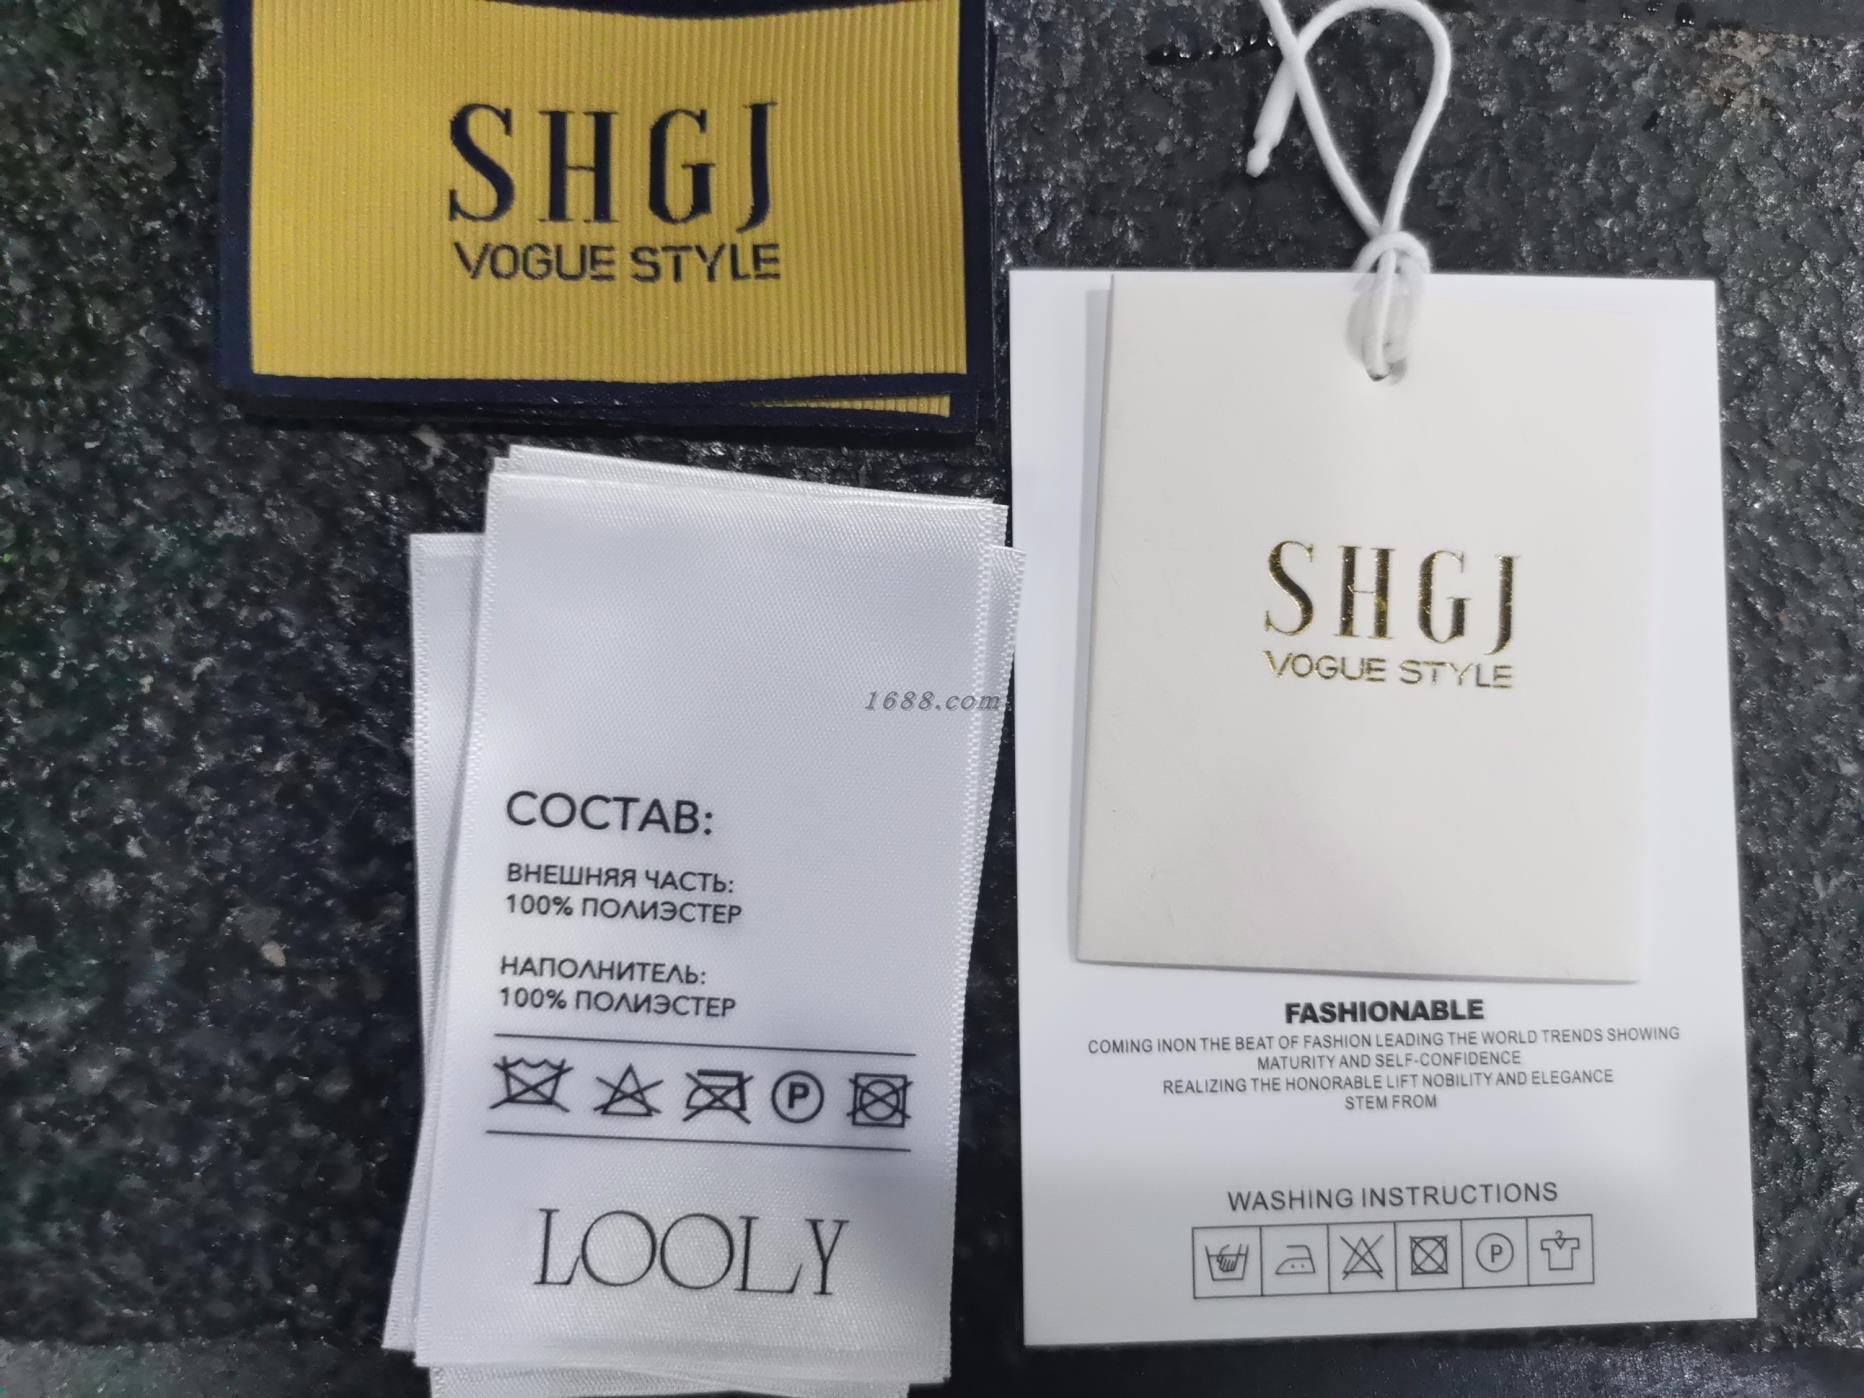 SHGJ
VOGUE STYLE
1688.com
СОСТАВ:
ВНЕШНЯЯ ЧАСТЬ:
100% ПОЛИЭСТЕР
НАПОЛНИТЕЛЬ:
100% ПОЛИЭСТЕР
P
LOOLY
SHGJ
VOGUE STYLE
FASHIONABLE
COMING INON THE BEAT OF FASHION LEADING THE WORLD TRENDS SHOWING
MATURITY AND SELF-CONFIDENCE
REALIZING THE HONORABLE LIFT NOBILITY AND ELEGANCE
STEM FROM
WASHING INSTRUCTIONS
P